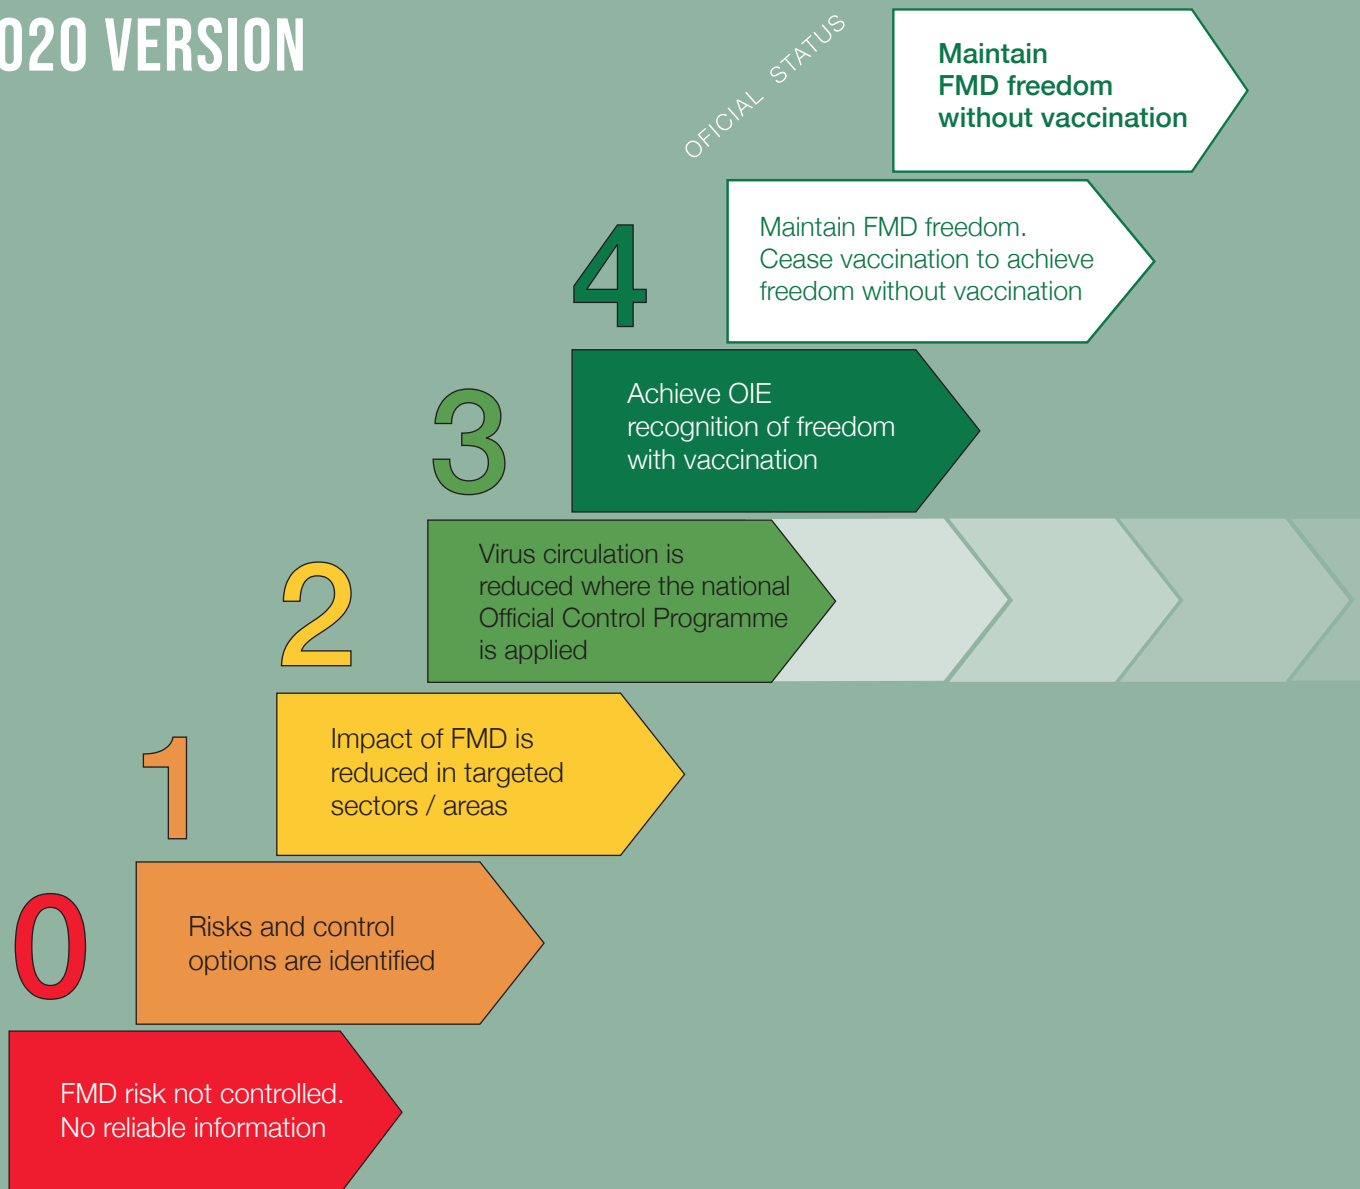 020 VERSION
OFICIAL STATUS
Maintain
FMD freedom
without vaccination
Maintain FMD freedom.
Cease vaccination to achieve
freedom without vaccination
4
Achieve OIE
recognition of freedom
with vaccination
3
Virus circulation is
reduced where the national
Official Control Programme
is applied
2
Impact of FMD is
reduced in targeted
sectors / areas
1
Risks and control
options are identified
0
FMD risk not controlled.
No reliable information